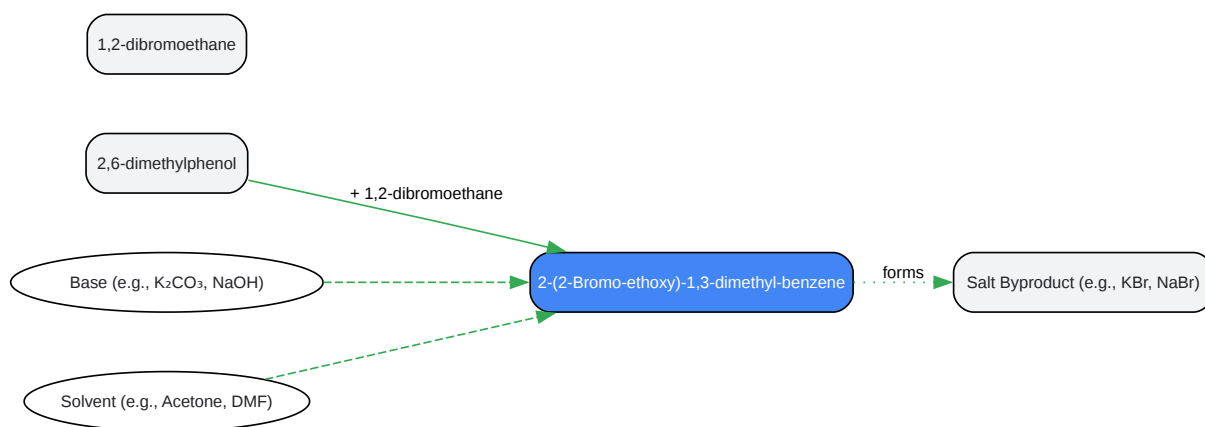 1,2-dibromoethane
2,6-dimethylphenol
+ 1,2-dibromoethane
Base (e.g., K₂CO₃, NaOH)
2-(2-Bromo-ethoxy)-1,3-dimethyl-benzene
forms
Salt Byproduct (e.g., KBr, NaBr)
Solvent (e.g., Acetone, DMF)